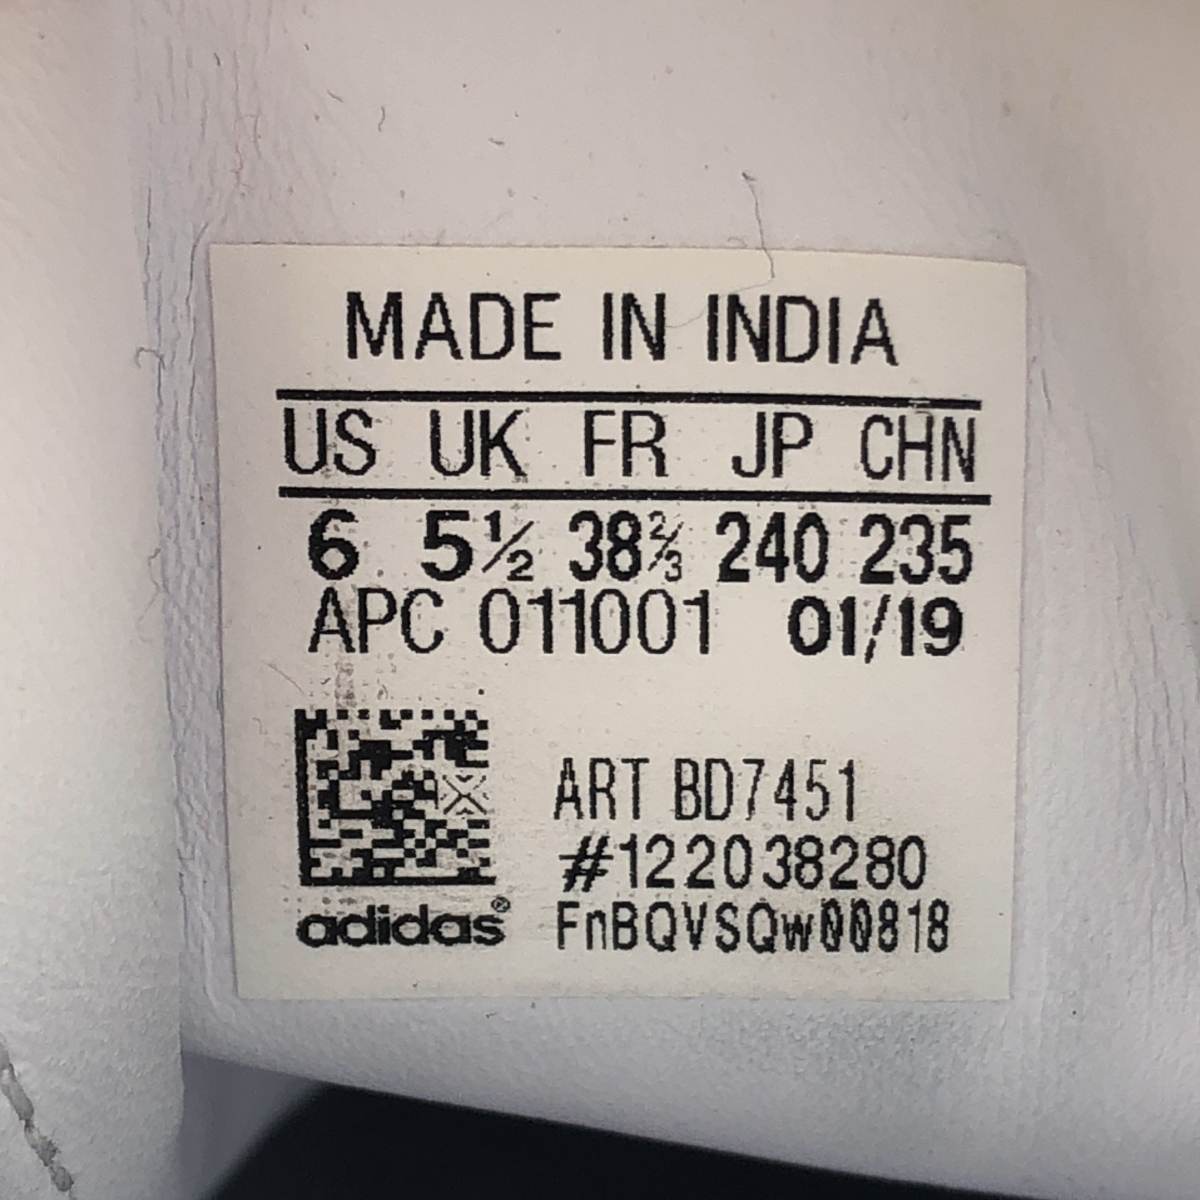 MADE IN INDIA
US UK FR JP CHN
6 5½ 38⅔ 240 235
APC 011001 01/19
ART BD7451
#122038280
adidas® FnBQVSQw00818